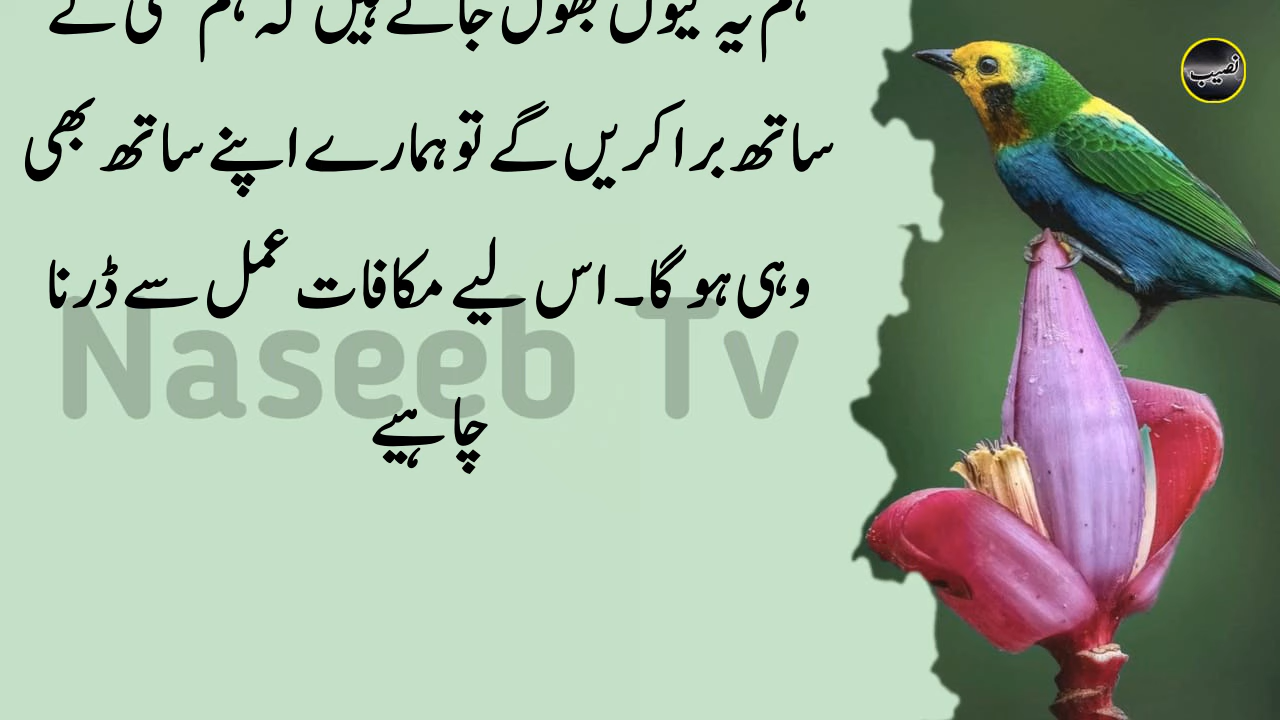 ہم یہ کیوں بھول جاتے ہیں کہ ہم کسی کے
ساتھ برا کریں گے تو ہمارے اپنے ساتھ بھی
وہی ہو گا۔ اس لیے مکافات عمل سے ڈرنا
چاہیے
Naseeb Tv
نصیب